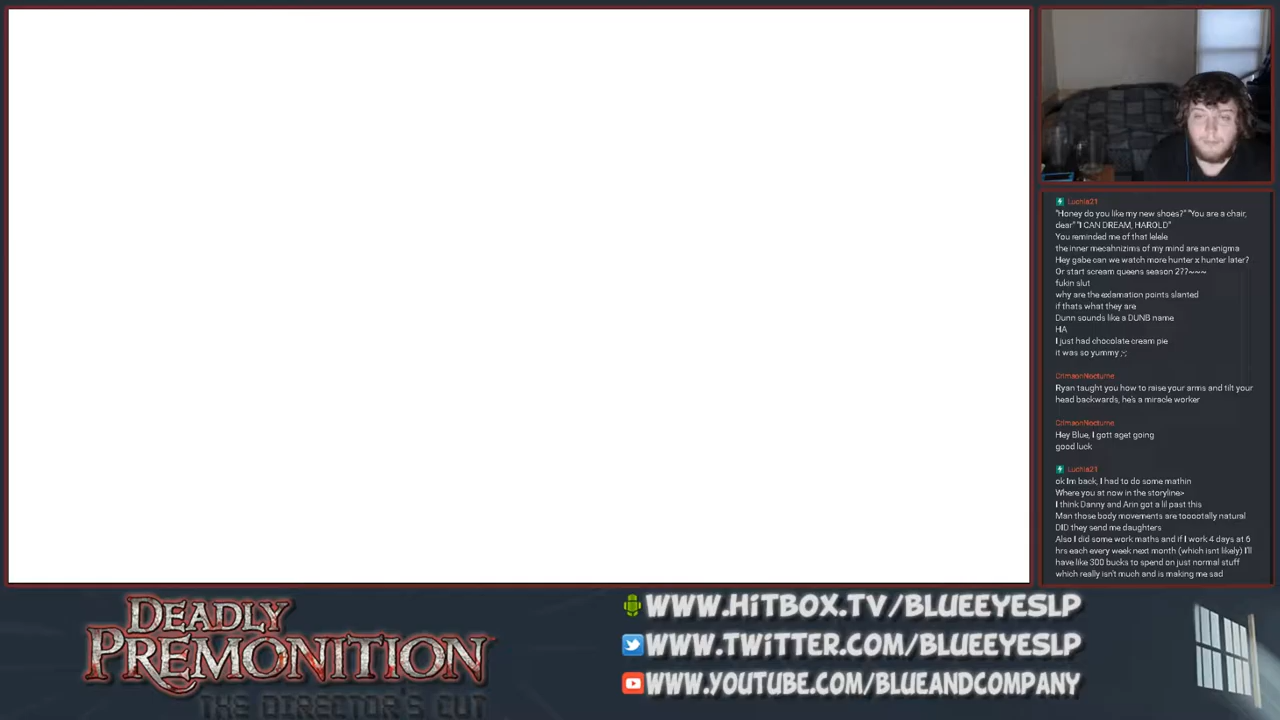 Luchia21
"Honey do you like my new shoes?" "You are a chair,
dear" "I CAN DREAM, HAROLD"
You reminded me of that lelele
the inner mecahnizims of my mind are an enigma
Hey gabe can we watch more hunter x hunter later?
Or start scream queens season 2??~~~
fukin slut
why are the exlamation points slanted
if thats what they are
Dunn sounds like a DUNB name
HA
I just had chocolate cream pie
it was so yummy ;-;
CrimsonNocturne
Ryan taught you how to raise your arms and tilt your
head backwards, he's a miracle worker
CrimsonNocturne
Hey Blue, I gott aget going
good luck
Luchia21
ok Im back, I had to do some mathin
Where you at now in the storyline>
I think Danny and Arin got a lil past this
Man those body movements are tooootally natural
DID they send me daughters
Also I did some work maths and if I work 4 days at 6
hrs each every week next month (which isnt likely) I'll
have like 300 bucks to spend on just normal stuff
which really isn't much and is making me sad
DEADLY
PREMONITION
THE DIRECTOR'S CUT
WWW.HITBOX.TV/BLUEEYESLP
WWW.TWITTER.COM/BLUEEYESLP
WWW.YOUTUBE.COM/BLUEANDCOMPANY